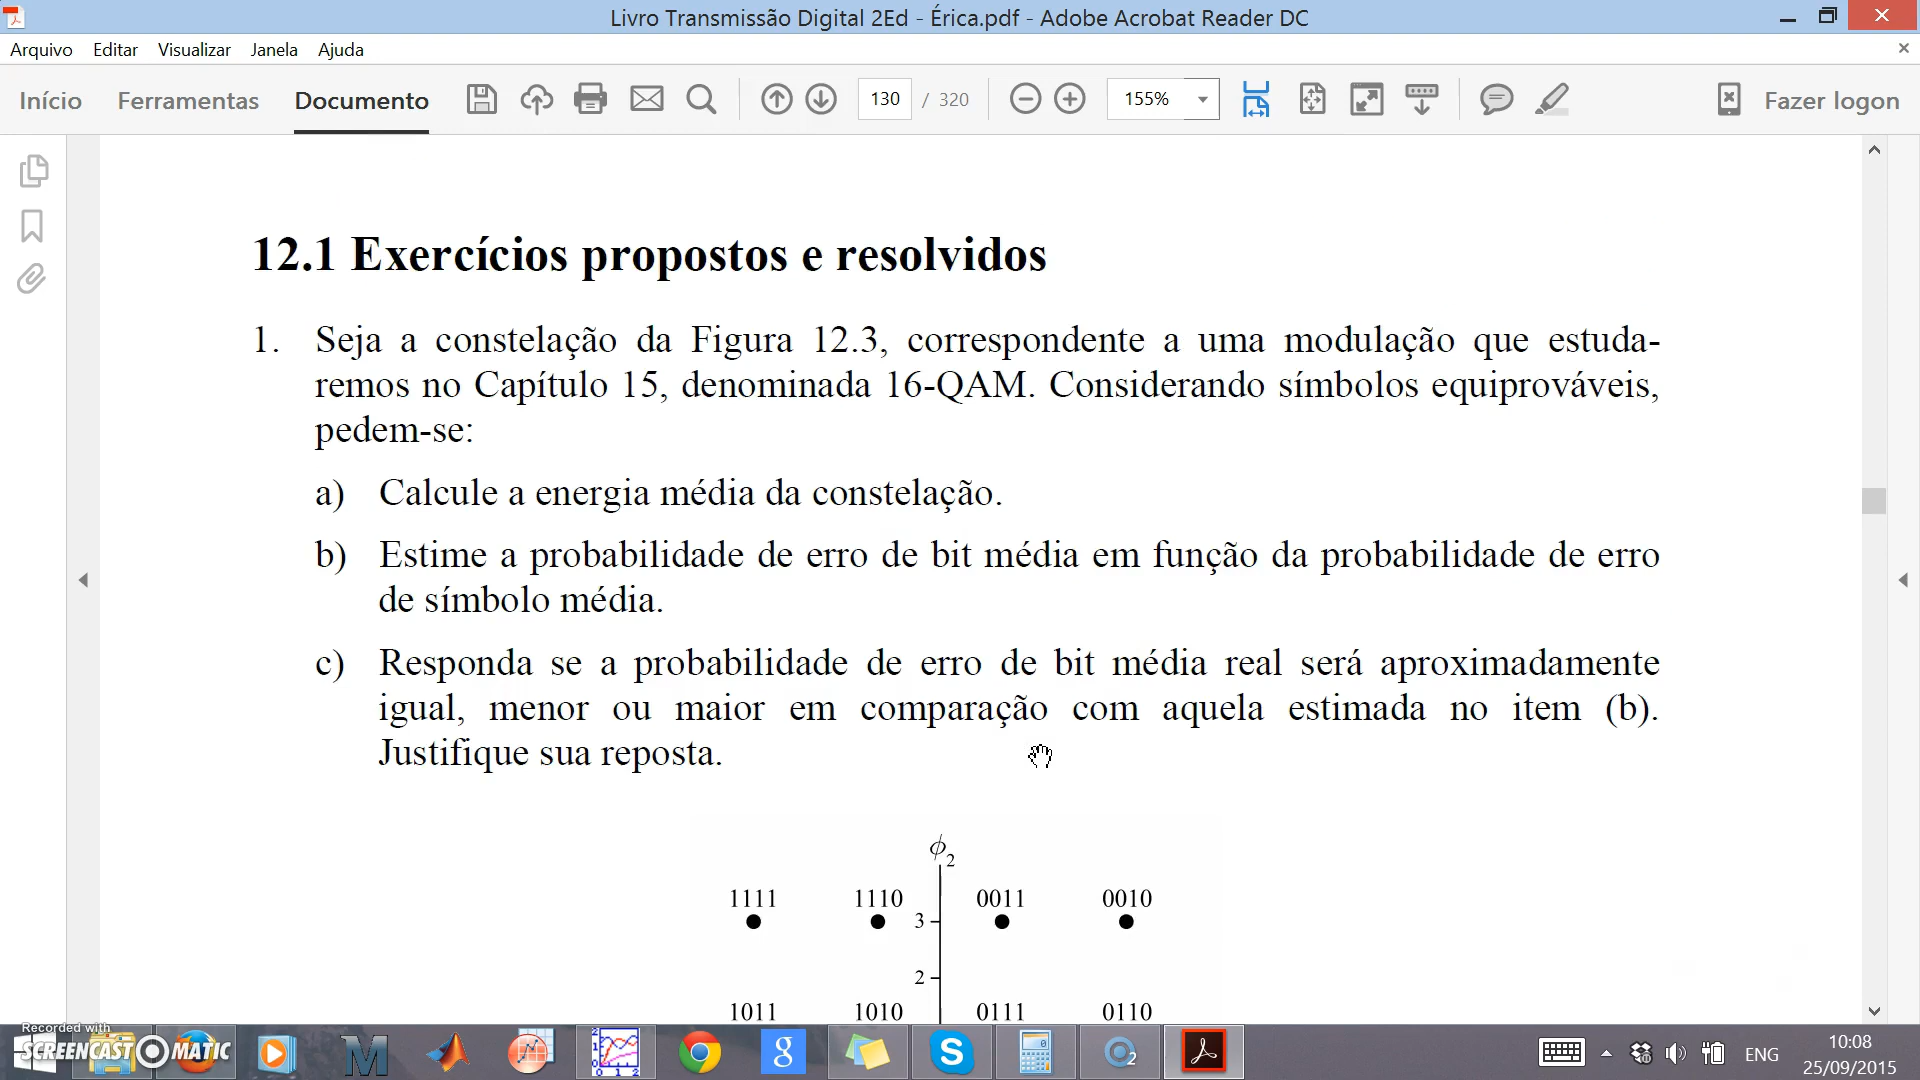 Livro Transmissão Digital 2Ed - Érica.pdf - Adobe Acrobat Reader DC
Arquivo Editar Visualizar Janela Ajuda
Início Ferramentas Documento 130 / 320 155% Fazer logon
12.1 Exercícios propostos e resolvidos
1. Seja a constelação da Figura 12.3, correspondente a uma modulação que estuda-
remos no Capítulo 15, denominada 16-QAM. Considerando símbolos equiprováveis,
pedem-se:
a) Calcule a energia média da constelação.
b) Estime a probabilidade de erro de bit média em função da probabilidade de erro
de símbolo média.
c) Responda se a probabilidade de erro de bit média real será aproximadamente
igual, menor ou maior em comparação com aquela estimada no item (b).
Justifique sua reposta.
ϕ2
1111 1110 0011 0010
3
2
1011 1010 0111 0110
Recorded with
SCREENCAST O MATIC
ENG
10:08
25/09/2015